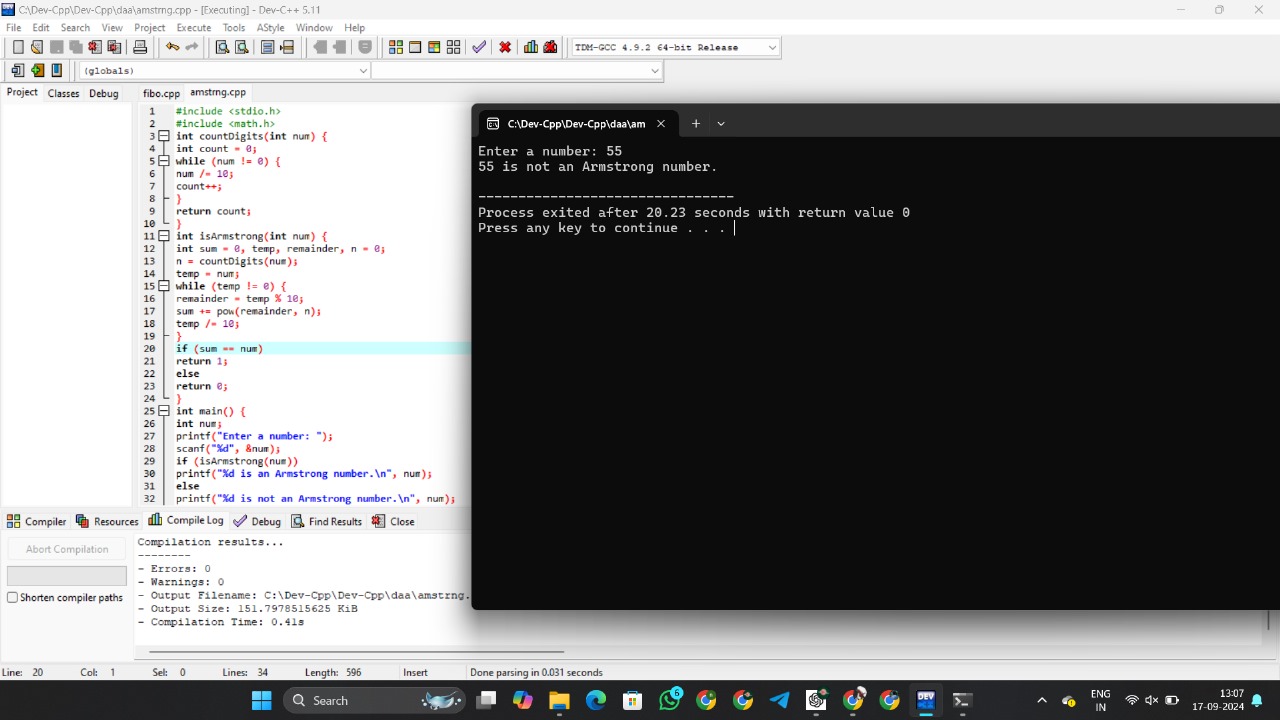 C:\Dev-Cpp\Dev-Cpp\daa\amstrng.cpp - [Executing] - Dev-C++ 5.11
File Edit Search View Project Execute Tools AStyle Window Help
TDM-GCC 4.9.2 64-bit Release
(globals)
Project Classes Debug fibo.cpp amstrng.cpp
1 #include <stdio.h>
2 #include <math.h>
3 int countDigits(int num) {
4 int count = 0;
5 while (num != 0) {
6 num /= 10;
7 count++;
8 }
9 return count;
10 }
11 int isArmstrong(int num) {
12 int sum = 0, temp, remainder, n = 0;
13 n = countDigits(num);
14 temp = num;
15 while (temp != 0) {
16 remainder = temp % 10;
17 sum += pow(remainder, n);
18 temp /= 10;
19 }
20 if (sum == num)
21 return 1;
22 else
23 return 0;
24 }
25 int main() {
26 int num;
27 printf("Enter a number: ");
28 scanf("%d", &num);
29 if (isArmstrong(num))
30 printf("%d is an Armstrong number.\n", num);
31 else
32 printf("%d is not an Armstrong number.\n", num);
C:\Dev-Cpp\Dev-Cpp\daa\am
Enter a number: 55
55 is not an Armstrong number.
--------------------------------
Process exited after 20.23 seconds with return value 0
Press any key to continue . . .
Compiler Resources Compile Log Debug Find Results Close
Abort Compilation
Shorten compiler paths
Compilation results...
--------
- Errors: 0
- Warnings: 0
- Output Filename: C:\Dev-Cpp\Dev-Cpp\daa\amstrng.
- Output Size: 151.7978515625 KiB
- Compilation Time: 0.41s
Line: 20 Col: 1 Sel: 0 Lines: 34 Length: 596 Insert Done parsing in 0.031 seconds
Search
6
DEV
ENG
IN
13:07
17-09-2024